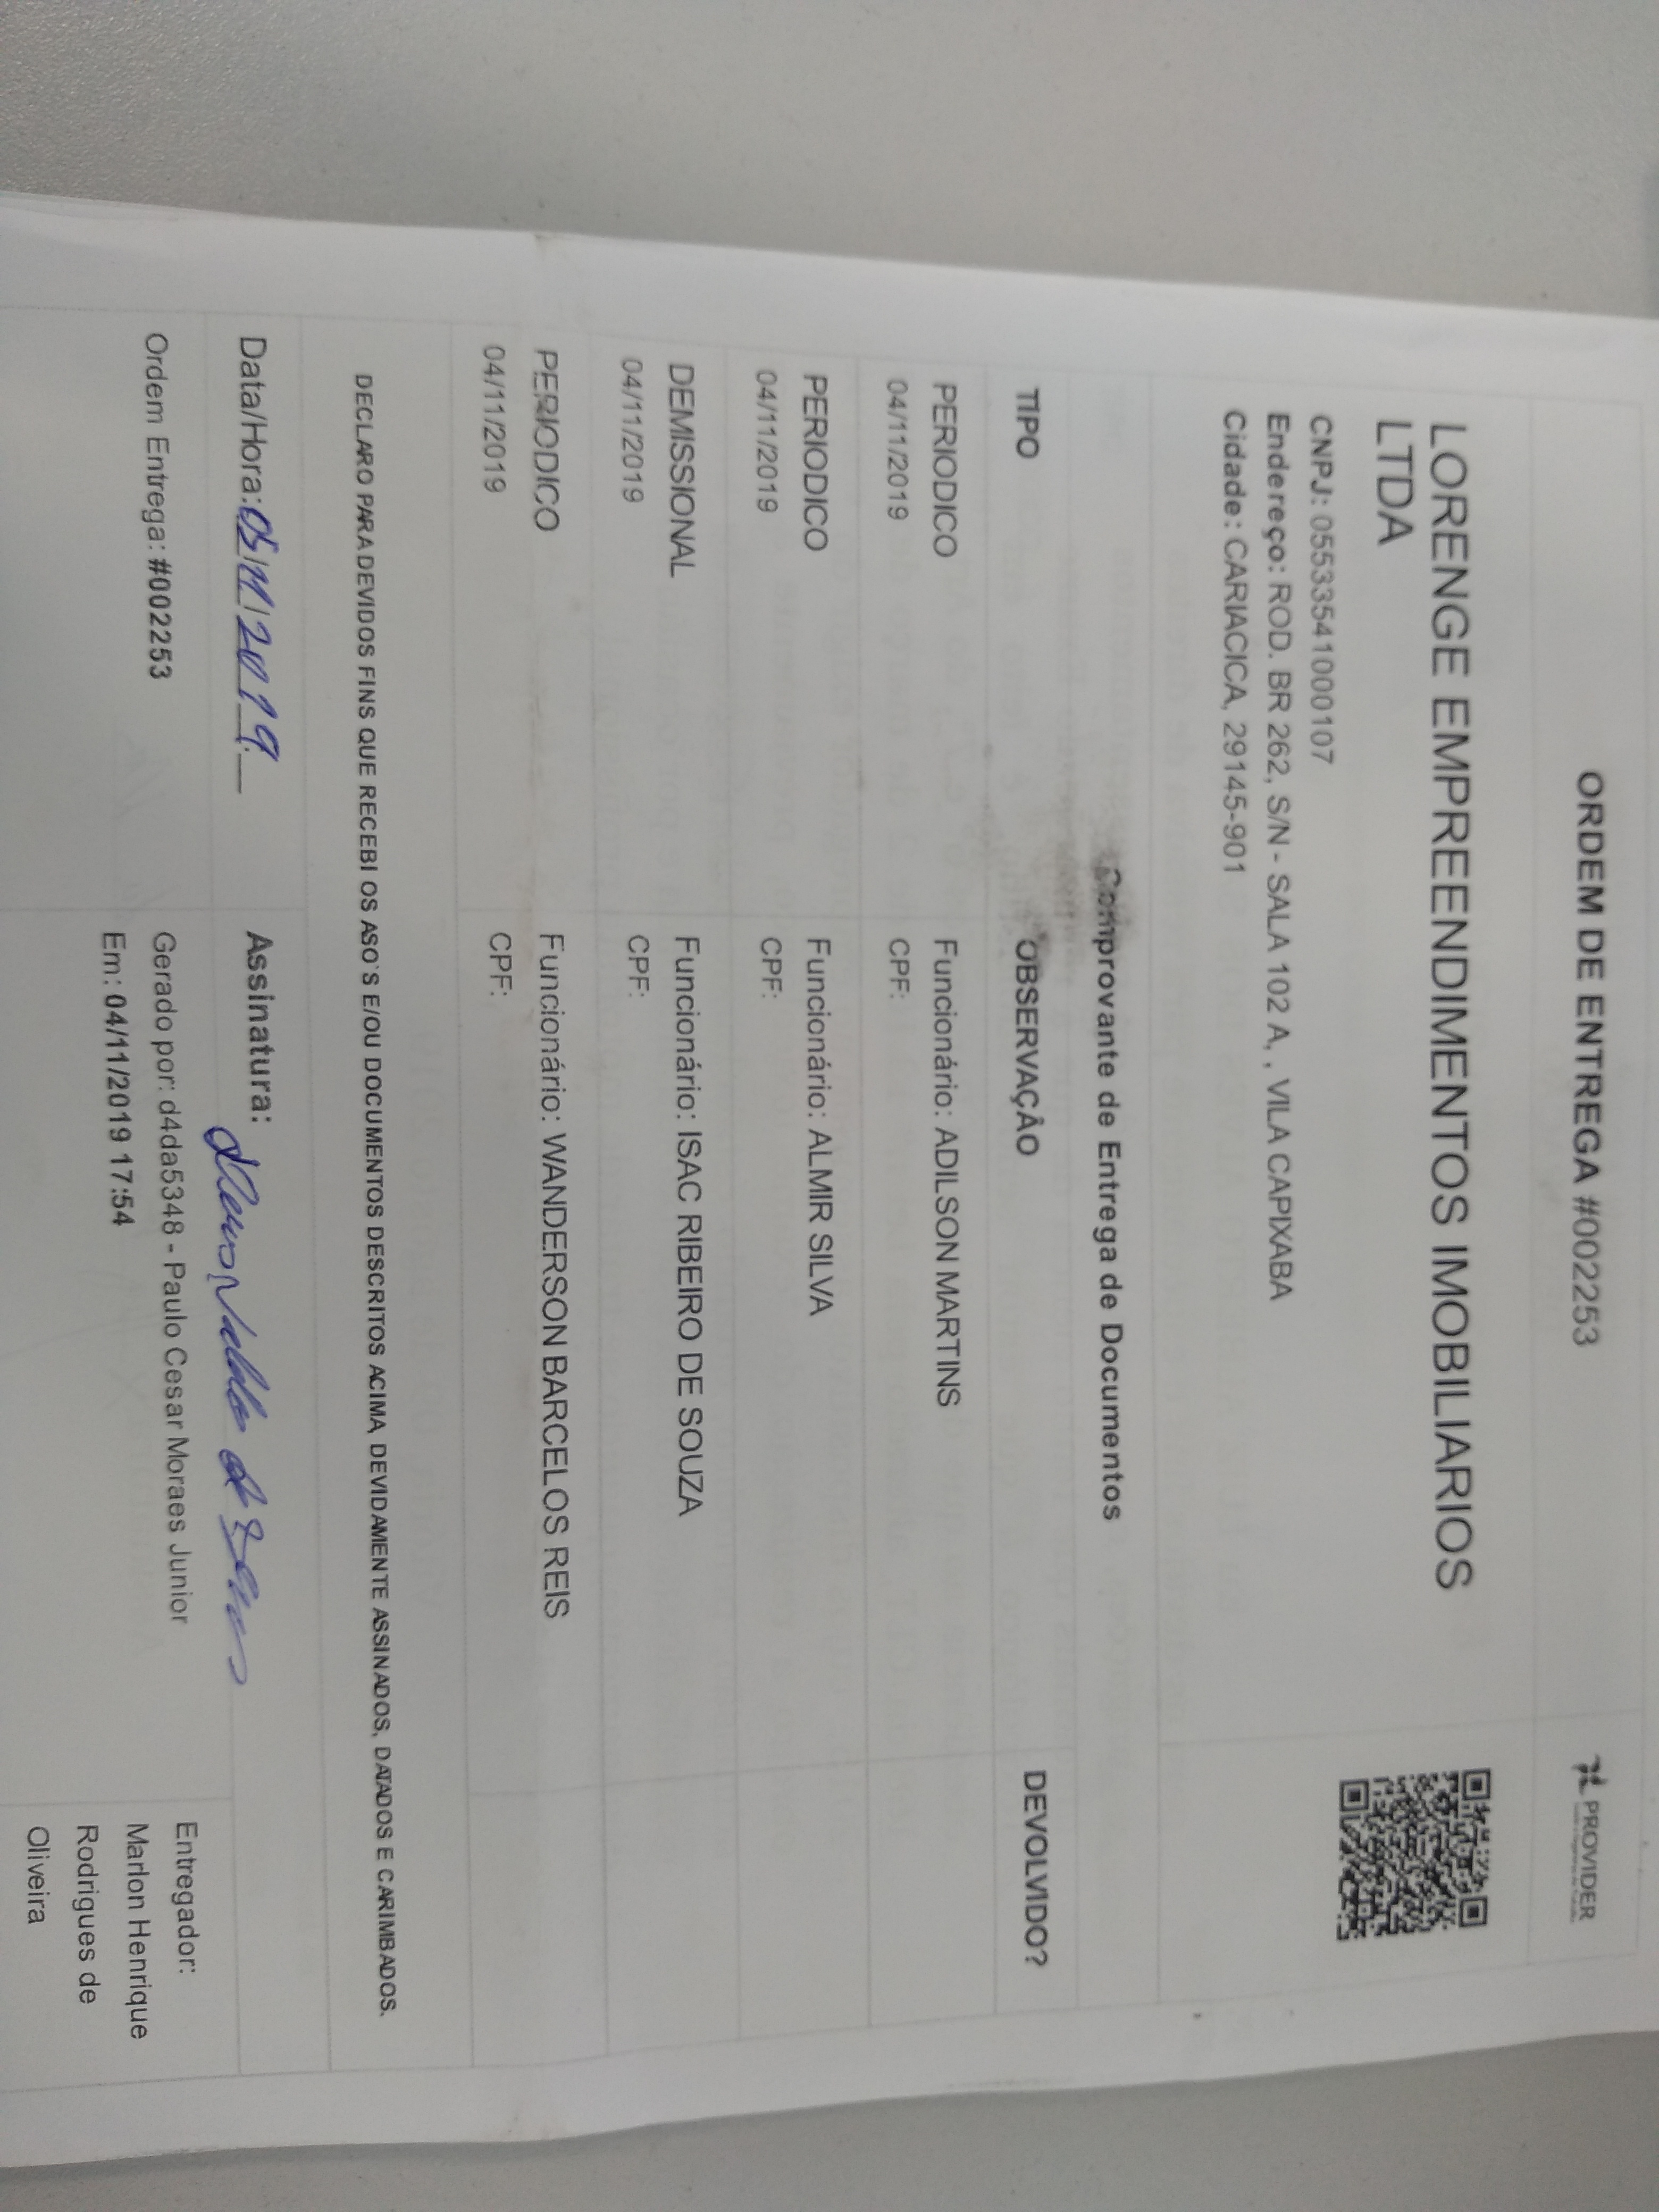 ORDEM DE ENTREGA #002253
PROVIDER
LORENGE EMPREENDIMENTOS IMOBILIARIOS
LTDA
CNPJ: 05533541000107
Endereço: ROD. BR 262, S/N - SALA 102 A, , VILA CAPIXABA
Cidade: CARIACICA, 29145-901
Comprovante de Entrega de Documentos
TIPO OBSERVAÇÃO DEVOLVIDO?
PERIODICO Funcionário: ADILSON MARTINS
04/11/2019 CPF:
PERIODICO Funcionário: ALMIR SILVA
04/11/2019 CPF:
DEMISSIONAL Funcionário: ISAC RIBEIRO DE SOUZA
04/11/2019 CPF:
PERIODICO Funcionário: WANDERSON BARCELOS REIS
04/11/2019 CPF:
DECLARO PARA DEVIDOS FINS QUE RECEBI OS ASO`S E/OU DOCUMENTOS DESCRITOS ACIMA, DEVIDAMENTE ASSINADOS, DATADOS E CARIMBADOS.
Data/Hora: 05/11/2019 Assinatura:
Ordem Entrega: #002253
Gerado por: d4da5348 - Paulo Cesar Moraes Junior
Em: 04/11/2019 17:54
Entregador:
Marlon Henrique
Rodrigues de
Oliveira